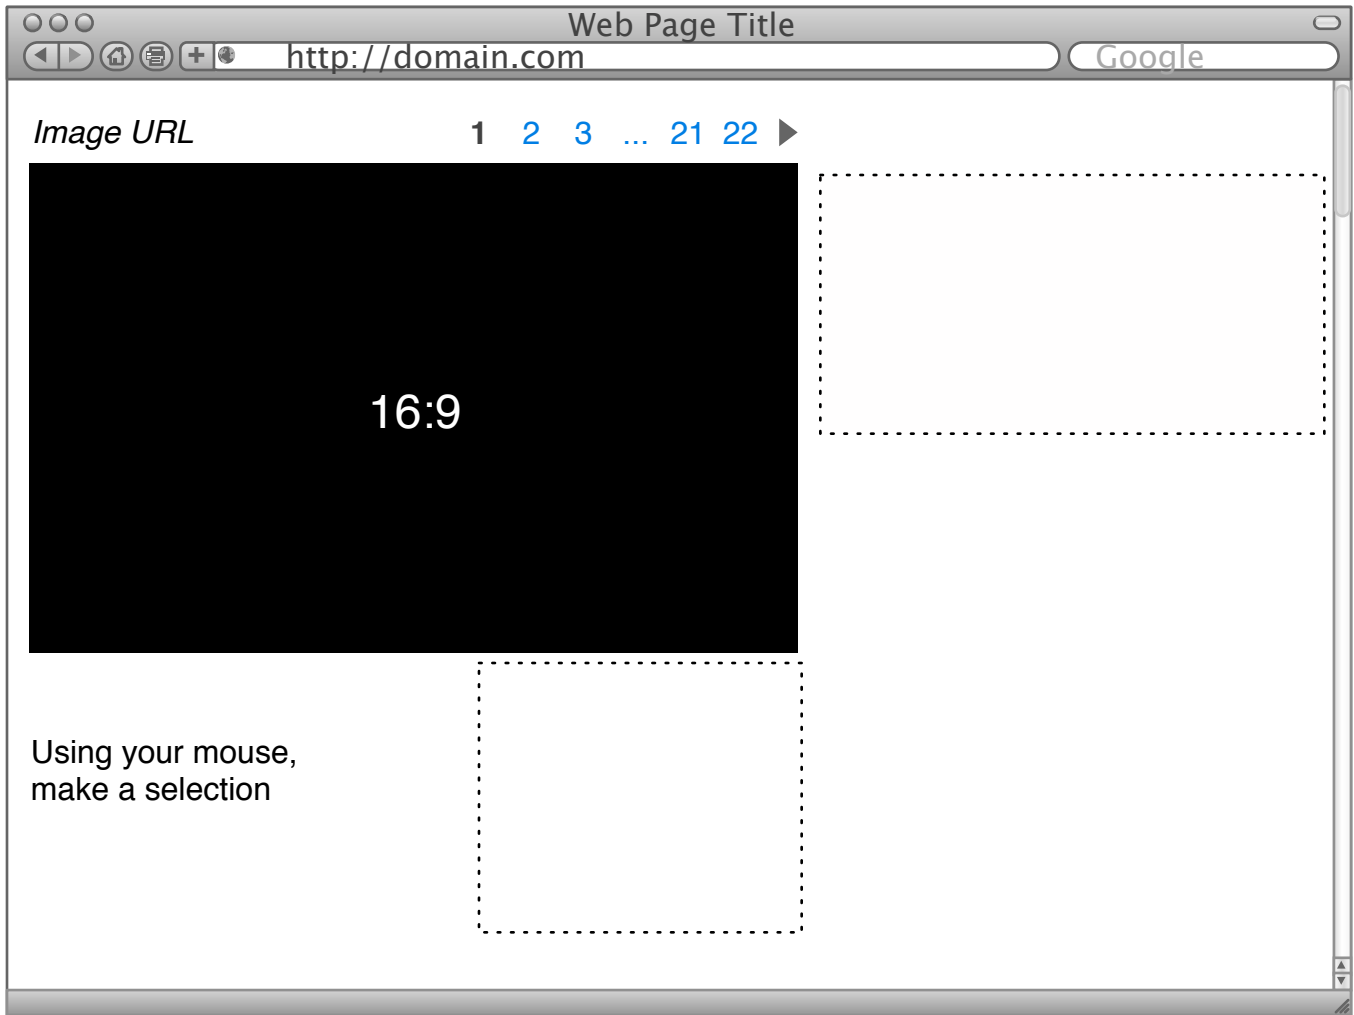 Web Page Title
http://domain.com
Google
Image URL
1 2 3 ... 21 22
16:9
Using your mouse,
make a selection